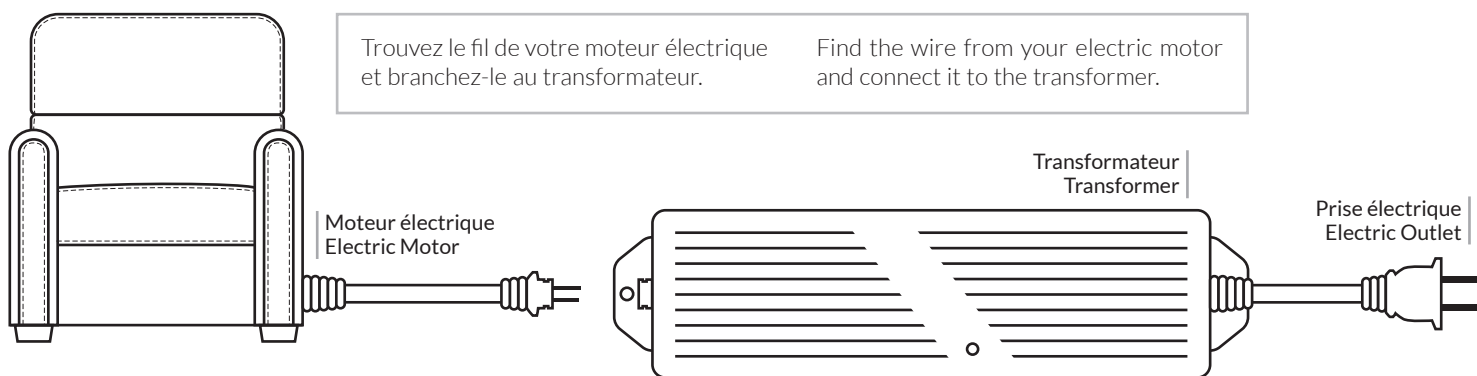 Trouvez le fil de votre moteur électrique
et branchez-le au transformateur.
Find the wire from your electric motor
and connect it to the transformer.
Transformateur
Transformer
Prise électrique
Electric Outlet
Moteur électrique
Electric Motor